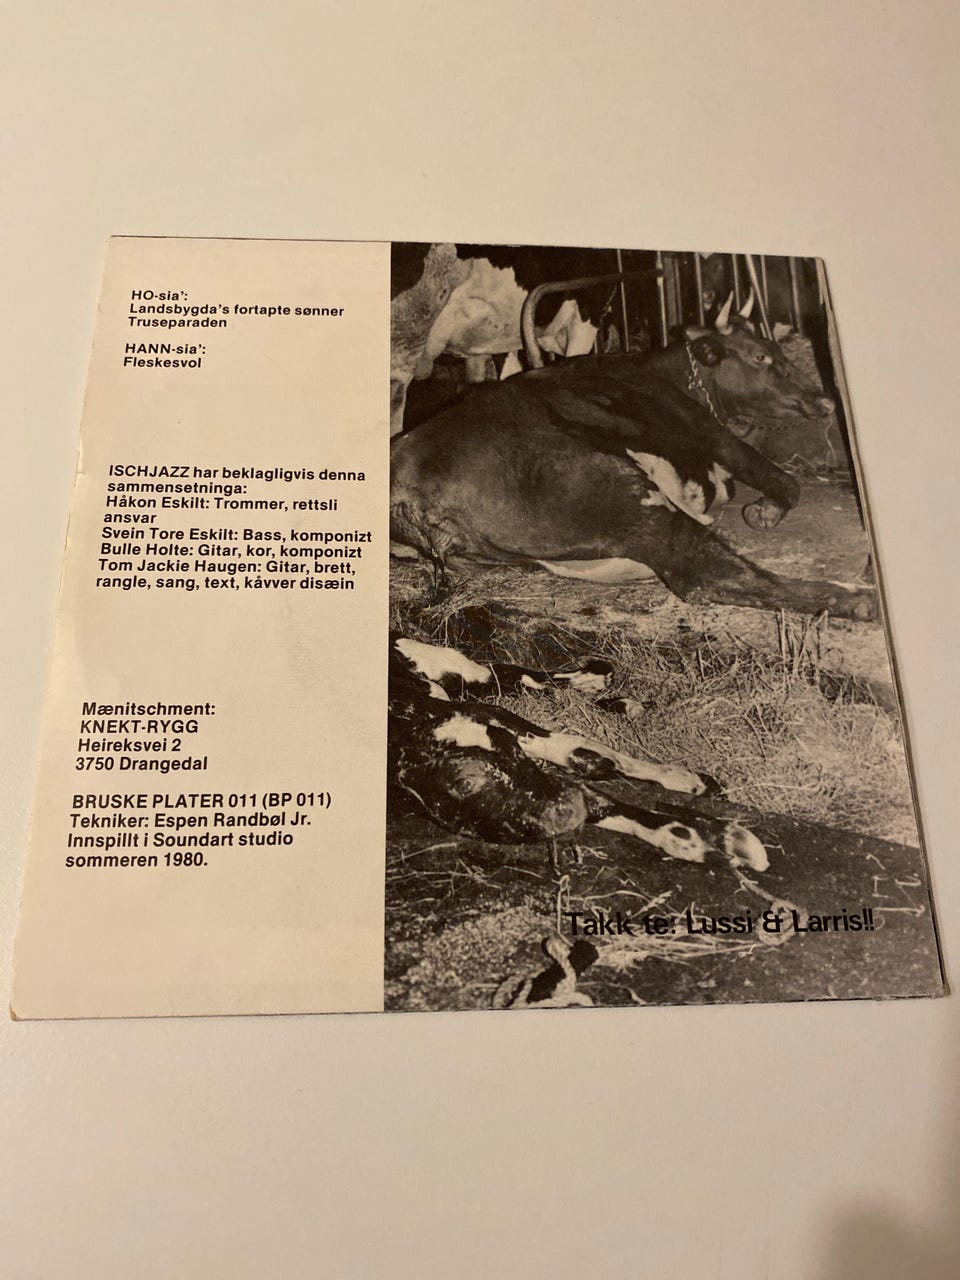 HO-sia':
Landsbygda's fortapte sønner
Truseparaden
HANN-sia':
Fleskesvol
ISCHJAZZ har beklagligvis denna
sammensetninga:
Håkon Eskilt: Trommer, rettsli
ansvar
Svein Tore Eskilt: Bass, komponizt
Bulle Holte: Gitar, kor, komponizt
Tom Jackie Haugen: Gitar, brett,
rangle, sang, text, kåvver disæin
Mænitschment:
KNEKT-RYGG
Heireksvei 2
3750 Drangedal
BRUSKE PLATER 011 (BP 011)
Tekniker: Espen Randbøl Jr.
Innspillt i Soundart studio
sommeren 1980.
Takk te: Lussi & Larris!!